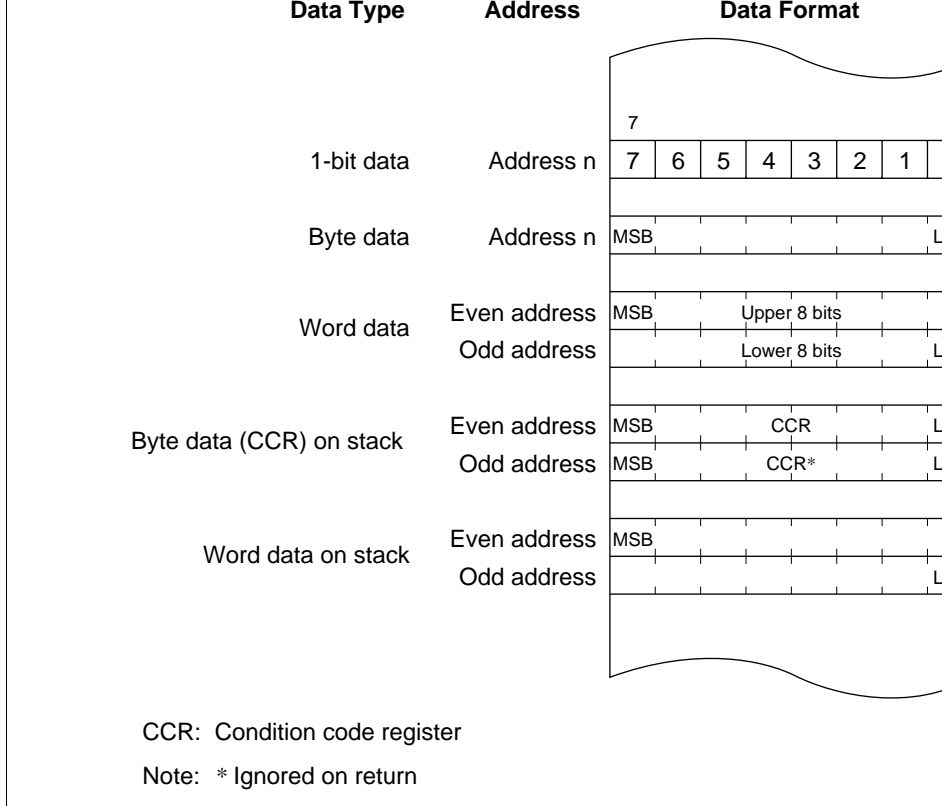 Data Type Address Data Format
7
1-bit data Address n 7 6 5 4 3 2 1
Byte data Address n MSB L
Word data
Even address MSB Upper 8 bits
Odd address Lower 8 bits L
Byte data (CCR) on stack
Even address MSB CCR L
Odd address MSB CCR* L
Word data on stack
Even address MSB
Odd address L
CCR: Condition code register
Note: * Ignored on return